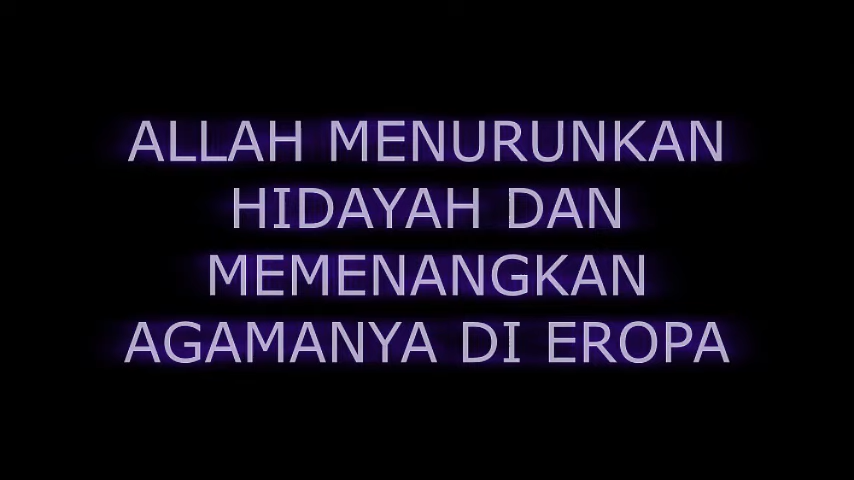 ALLAH MENURUNKAN
HIDAYAH DAN
MEMENANGKAN
AGAMANYA DI EROPA